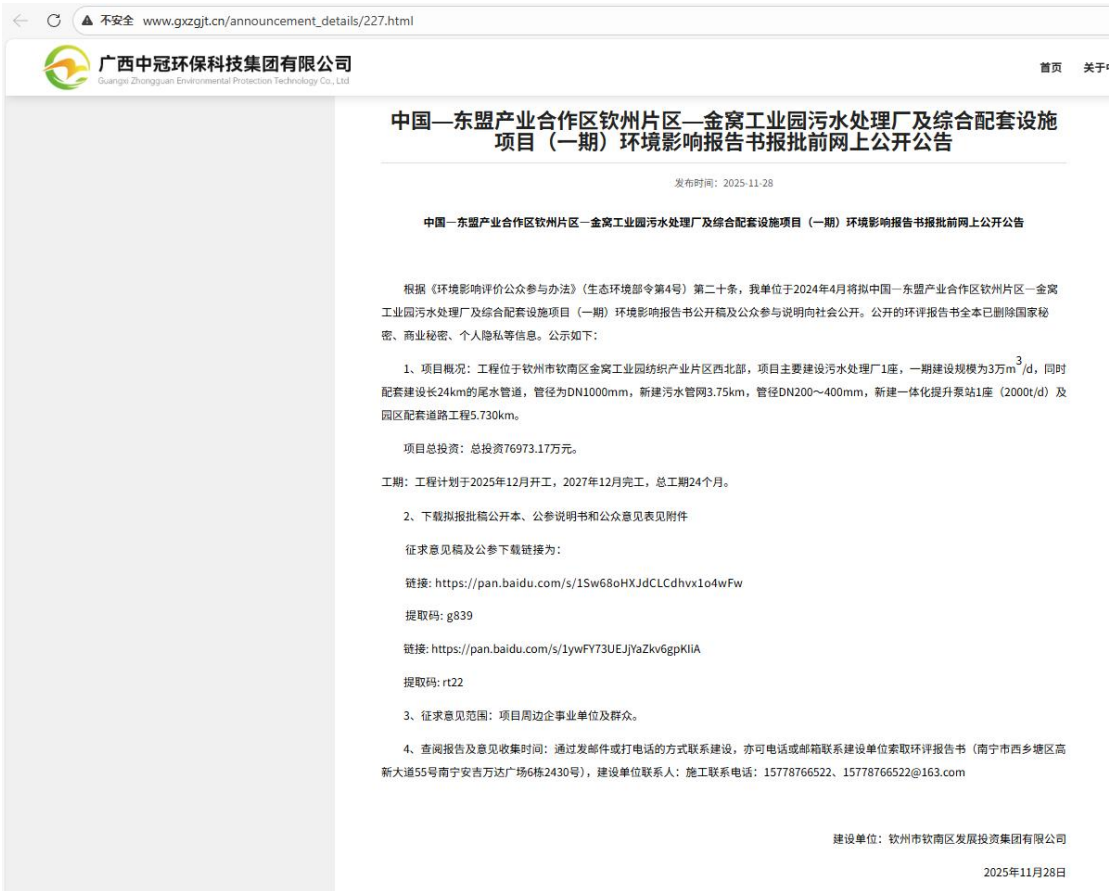 不安全 www.gxzgjt.cn/announcement_details/227.html
广西中冠环保科技集团有限公司
Guangxi Zhongguan Environmental Protection Technology Co., Ltd
首页 关于
中国—东盟产业合作区钦州片区—金窝工业园污水处理厂及综合配套设施
项目（一期）环境影响报告书报批前网上公开公告
发布时间：2025-11-28
中国—东盟产业合作区钦州片区—金窝工业园污水处理厂及综合配套设施项目（一期）环境影响报告书报批前网上公开公告
根据《环境影响评价公众参与办法》（生态环境部令第4号）第二十条，我单位于2024年4月将拟中国—东盟产业合作区钦州片区—金窝
工业园污水处理厂及综合配套设施项目（一期）环境影响报告书公开稿及公众参与说明向社会公开。公开的环评报告书全本已删除国家秘
密、商业秘密、个人隐私等信息。公示如下：
1、项目概况：工程位于钦州市钦南区金窝工业园纺织产业片区西北部，项目主要建设污水处理厂1座，一期建设规模为3万m³/d，同时
配套建设长24km的尾水管道，管径为DN1000mm，新建污水管网3.75km，管径DN200～400mm，新建一体化提升泵站1座（2000t/d）及
园区配套道路工程5.730km。
项目总投资：总投资76973.17万元。
工期：工程计划于2025年12月开工，2027年12月完工，总工期24个月。
2、下载拟报批稿公开本、公参说明书和公众意见表见附件
征求意见稿及公参下载链接为：
链接: https://pan.baidu.com/s/1Sw68oHXJdCLCdhvx1o4wFw
提取码: g839
链接: https://pan.baidu.com/s/1ywFY73UEJjYaZkv6gpKIiA
提取码: rt22
3、征求意见范围：项目周边企事业单位及群众。
4、查阅报告及意见收集时间：通过发邮件或打电话的方式联系建设，亦可电话或邮箱联系建设单位索取环评报告书（南宁市西乡塘区高
新大道55号南宁安吉万达广场6栋2430号），建设单位联系人：施工联系电话：15778766522、15778766522@163.com
建设单位：钦州市钦南区发展投资集团有限公司
2025年11月28日